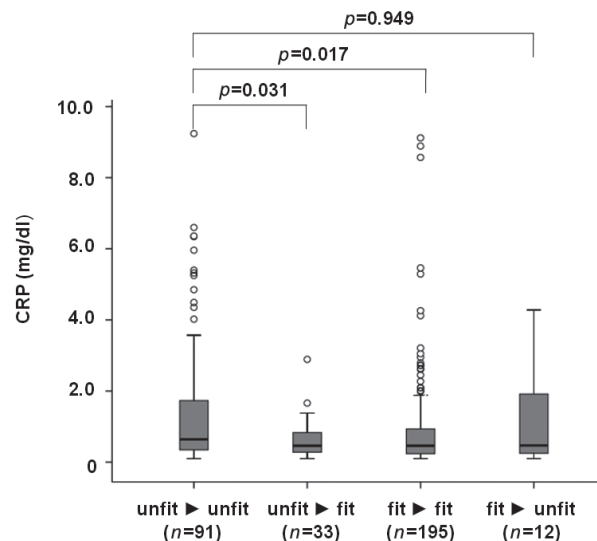 p=0.949
p=0.017
p=0.031
10.0
8.0
6.0
4.0
2.0
0
CRP (mg/dl)
unfit ► unfit unfit ► fit fit ► fit fit ► unfit
(n=91) (n=33) (n=195) (n=12)